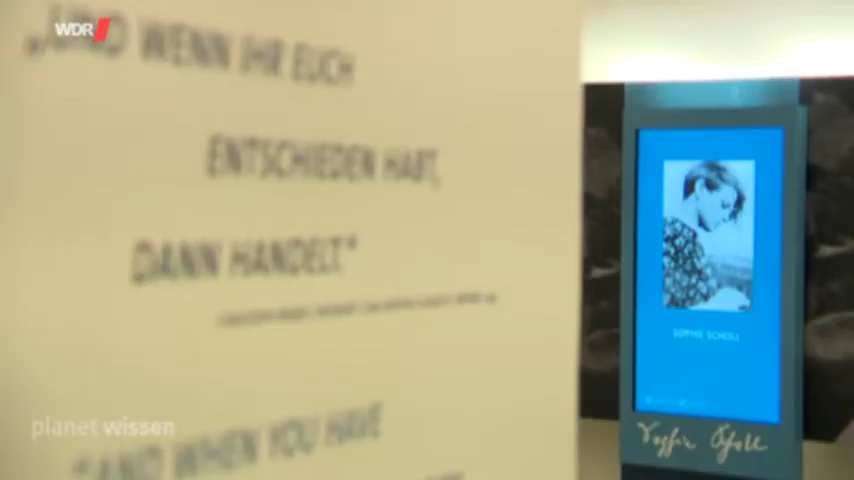 WDR
„UND WENN IHR EUCH
ENTSCHIEDEN HABT,
DANN HANDELT.“
"AND WHEN YOU HAVE
SOPHIE SCHOLL
Sophie Scholl
planet wissen